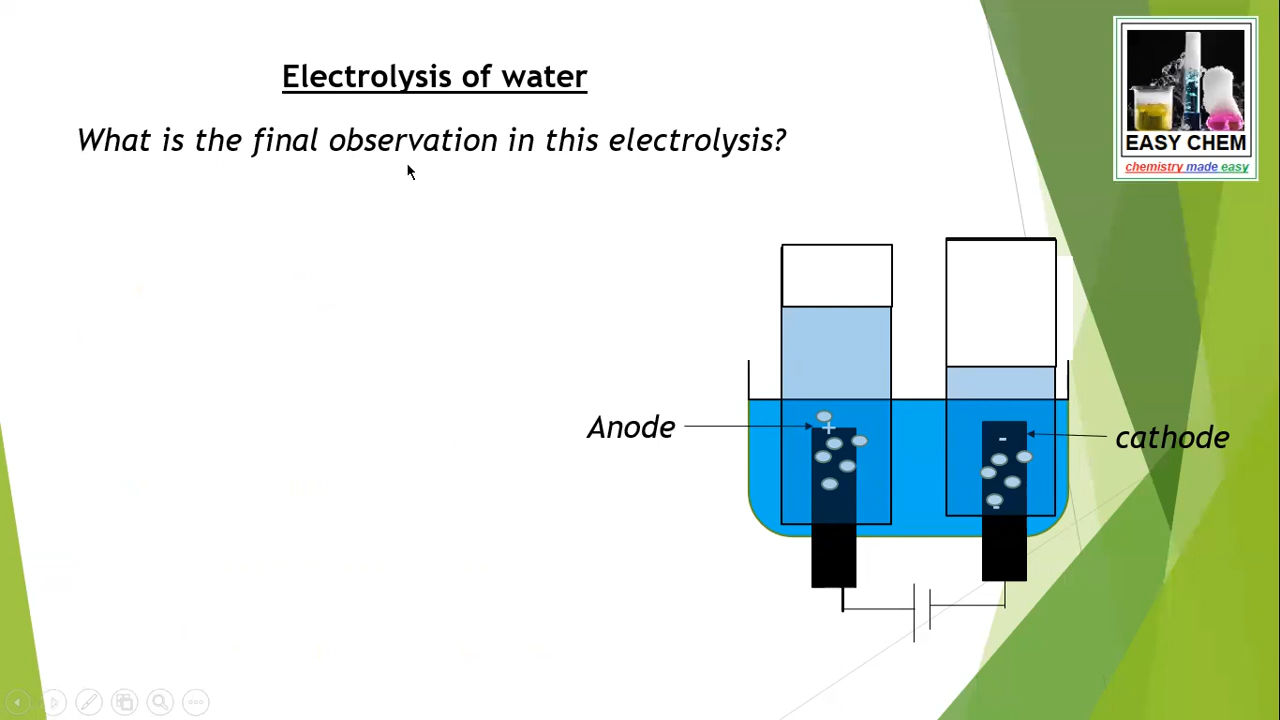 Electrolysis of water
What is the final observation in this electrolysis?
EASY CHEM
chemistry made easy
Anode
+
-
cathode
-